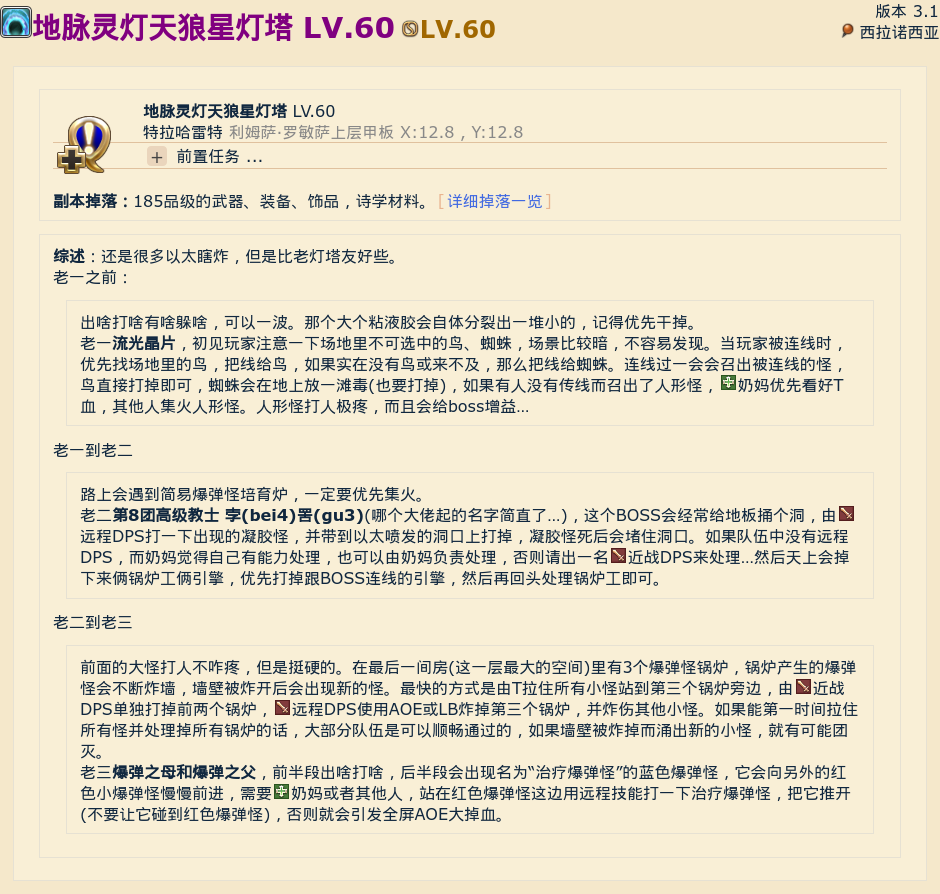 地脉灵灯天狼星灯塔 LV.60 LV.60
版本 3.1
西拉诺西亚
地脉灵灯天狼星灯塔 LV.60
特拉哈雷特 利姆萨·罗敏萨上层甲板 X:12.8 , Y:12.8
+ 前置任务 ...
副本掉落：185品级的武器、装备、饰品，诗学材料。[ 详细掉落一览 ]
综述：还是很多以太瞎炸，但是比老灯塔友好些。
老一之前：
出啥打啥有啥躲啥，可以一波。那个大个粘液胶会自体分裂出一堆小的，记得优先干掉。
老一流光晶片，初见玩家注意一下场地里不可选中的鸟、蜘蛛，场景比较暗，不容易发现。当玩家被连线时，
优先找场地里的鸟，把线给鸟，如果实在没有鸟或来不及，那么把线给蜘蛛。连线过一会会召出被连线的怪，
鸟直接打掉即可，蜘蛛会在地上放一滩毒(也要打掉)，如果有人没有传线而召出了人形怪，奶妈优先看好T
血，其他人集火人形怪。人形怪打人极疼，而且会给boss增益...
老一到老二
路上会遇到简易爆弹怪培育炉，一定要优先集火。
老二第8团高级教士 孛(bei4)罟(gu3)(哪个大佬起的名字简直了...)，这个BOSS会经常给地板捅个洞，由
远程DPS打一下出现的凝胶怪，并带到以太喷发的洞口上打掉，凝胶怪死后会堵住洞口。如果队伍中没有远程
DPS，而奶妈觉得自己有能力处理，也可以由奶妈负责处理，否则请出一名近战DPS来处理...然后天上会掉
下来俩锅炉工俩引擎，优先打掉跟BOSS连线的引擎，然后再回头处理锅炉工即可。
老二到老三
前面的大怪打人不咋疼，但是挺硬的。在最后一间房(这一层最大的空间)里有3个爆弹怪锅炉，锅炉产生的爆弹
怪会不断炸墙，墙壁被炸开后会出现新的怪。最快的方式是由T拉住所有小怪站到第三个锅炉旁边，由近战
DPS单独打掉前两个锅炉，远程DPS使用AOE或LB炸掉第三个锅炉，并炸伤其他小怪。如果能第一时间拉住
所有怪并处理掉所有锅炉的话，大部分队伍是可以顺畅通过的，如果墙壁被炸掉而涌出新的小怪，就有可能团
灭。
老三爆弹之母和爆弹之父，前半段出啥打啥，后半段会出现名为“治疗爆弹怪”的蓝色爆弹怪，它会向另外的红
色小爆弹怪慢慢前进，需要奶妈或者其他人，站在红色爆弹怪这边用远程技能打一下治疗爆弹怪，把它推开
(不要让它碰到红色爆弹怪)，否则就会引发全屏AOE大掉血。